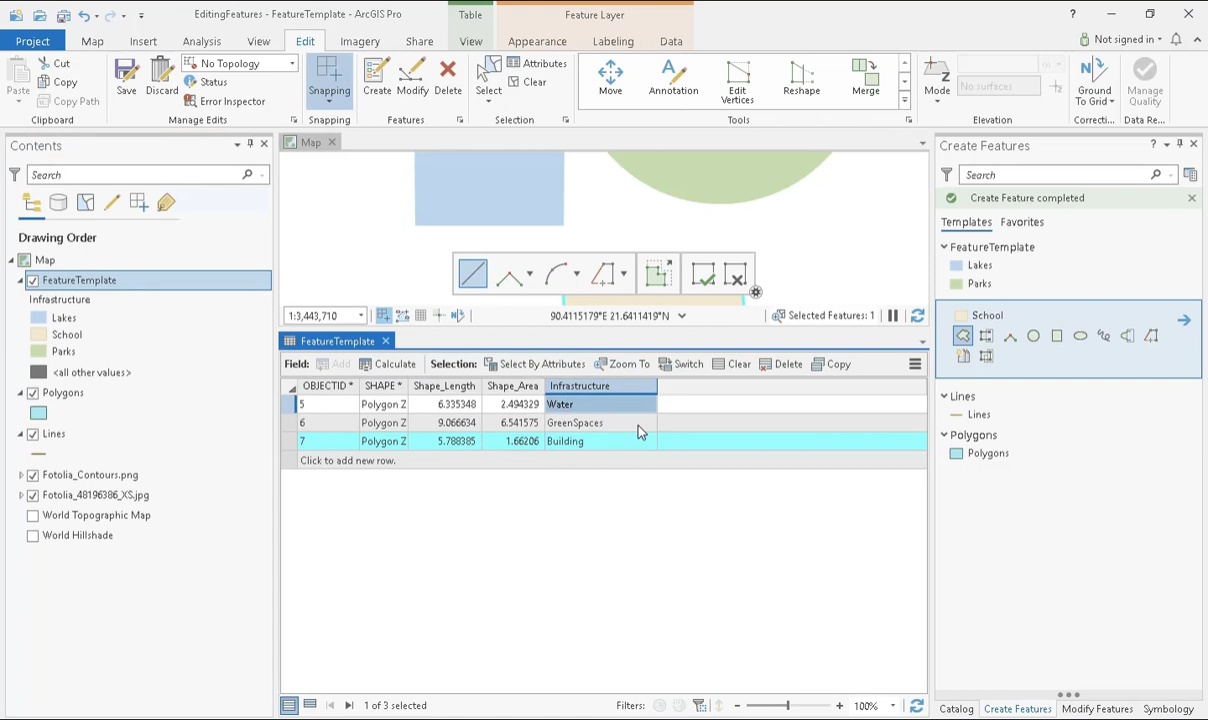 EditingFeatures - FeatureTemplate - ArcGIS Pro
Table
Feature Layer
?
Project
Map
Insert
Analysis
View
Edit
Imagery
Share
View
Appearance
Labeling
Data
Not signed in
Paste
Cut
Copy
Copy Path
Clipboard
Save
Discard
No Topology
Status
Error Inspector
Manage Edits
Snapping
Snapping
Create
Modify
Delete
Features
Select
Attributes
Clear
Selection
Move
Annotation
Edit
Vertices
Reshape
Merge
Tools
Mode
m
No surfaces
Elevation
Ground
To Grid
Correcti...
Manage
Quality
Data Re...
Contents
Search
Drawing Order
Map
FeatureTemplate
Infrastructure
Lakes
School
Parks
<all other values>
Polygons
Lines
Fotolia_Contours.png
Fotolia_48196386_XS.jpg
World Topographic Map
World Hillshade
Map
1:3,443,710
90.4115179°E 21.6411419°N
Selected Features: 1
FeatureTemplate
Field: Add Calculate Selection: Select By Attributes Zoom To Switch Clear Delete Copy
OBJECTID * SHAPE * Shape_Length Shape_Area Infrastructure
5 Polygon Z 6.335348 2.494329 Water
6 Polygon Z 9.066634 6.541575 GreenSpaces
7 Polygon Z 5.788385 1.66206 Building
Click to add new row.
1 of 3 selected
Filters:
100%
Create Features
?
Search
Create Feature completed
Templates Favorites
FeatureTemplate
Lakes
Parks
School
Lines
Lines
Polygons
Polygons
Catalog Create Features Modify Features Symbology